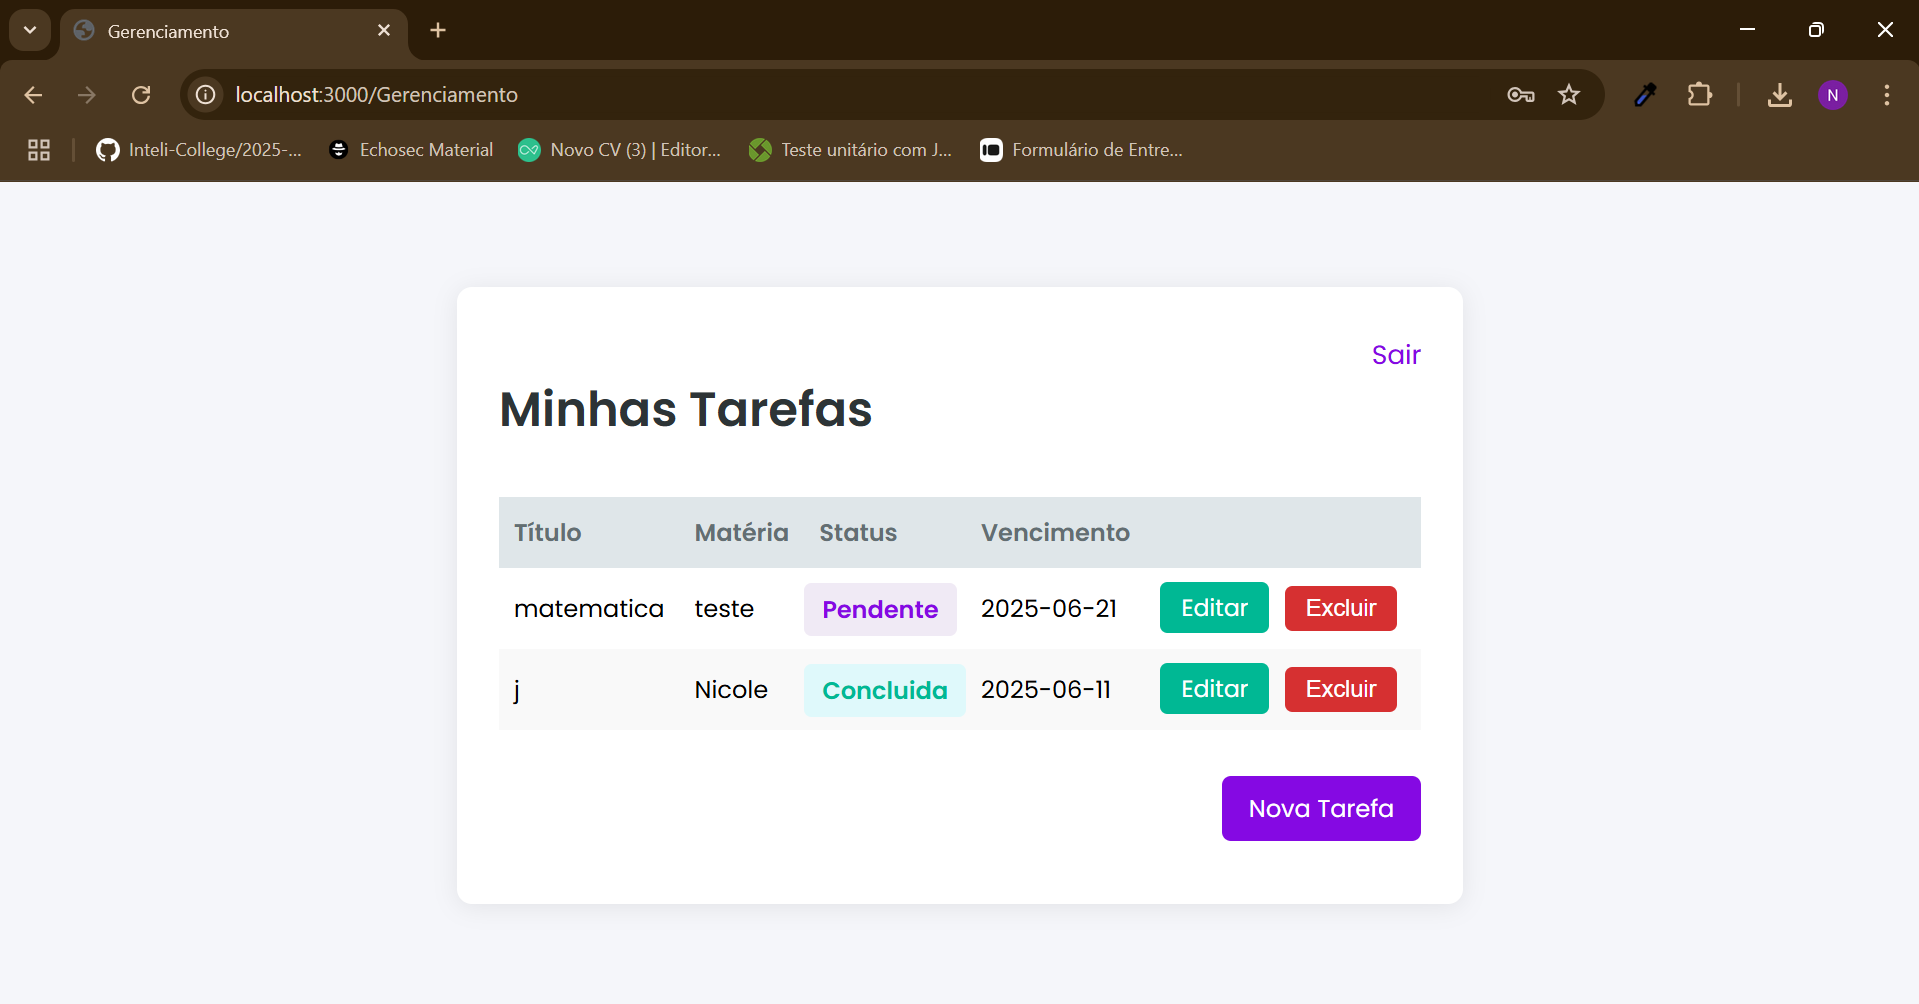 Gerenciamento
localhost:3000/Gerenciamento
N
Inteli-College/2025-...
Echosec Material
Novo CV (3) | Editor...
Teste unitário com J...
Formulário de Entre...
Sair
Minhas Tarefas
Título Matéria Status Vencimento
matematica teste Pendente 2025-06-21 Editar Excluir
j Nicole Concluida 2025-06-11 Editar Excluir
Nova Tarefa